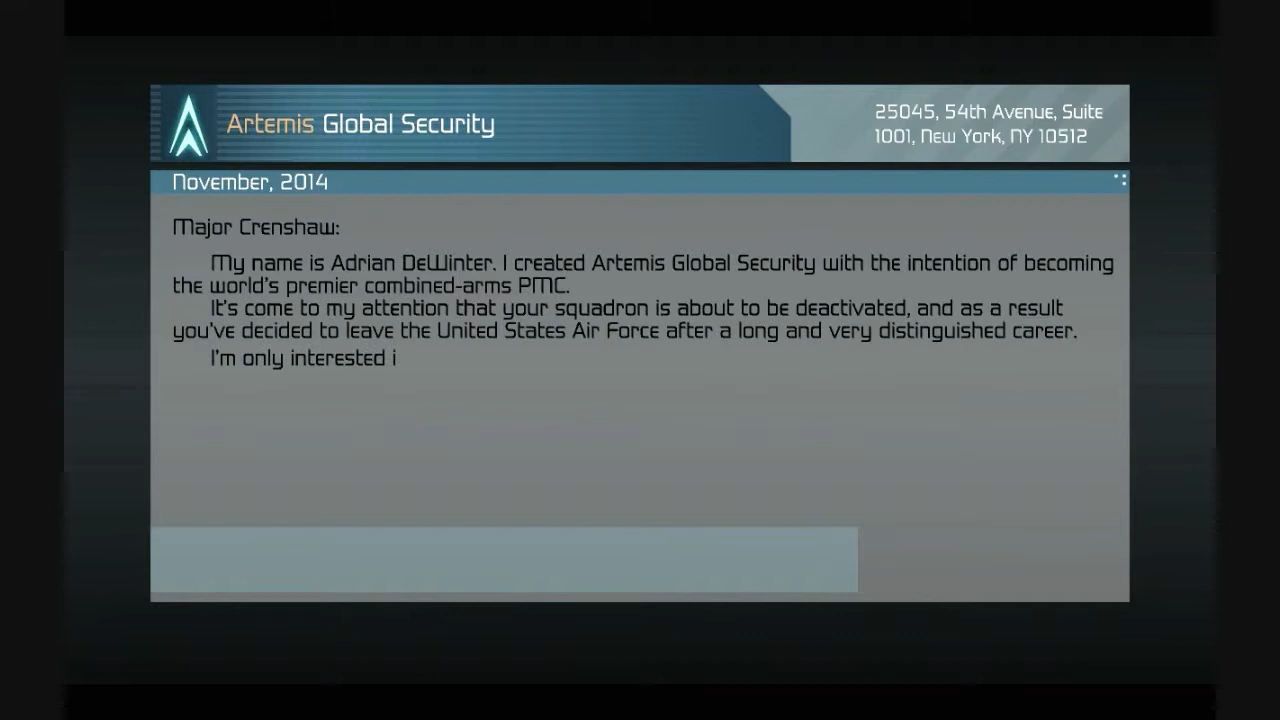 Artemis Global Security
25045, 54th Avenue, Suite
1001, New York, NY 10512
November, 2014
Major Crenshaw:
My name is Adrian DeWinter. I created Artemis Global Security with the intention of becoming
the world's premier combined-arms PMC.
It's come to my attention that your squadron is about to be deactivated, and as a result
you've decided to leave the United States Air Force after a long and very distinguished career.
I'm only interested i